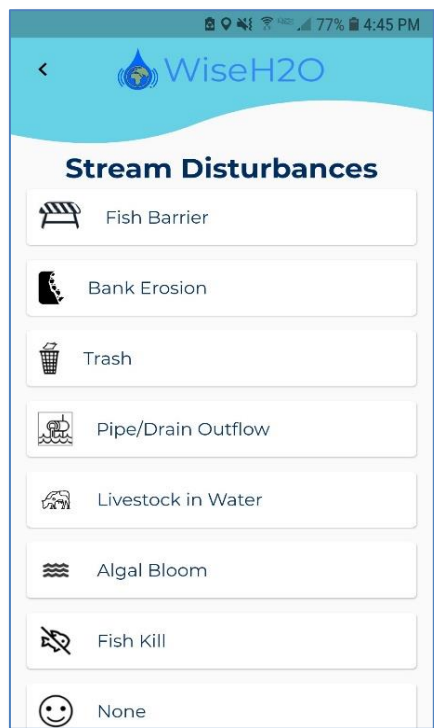 77% 4:45 PM
WiseH2O
Stream Disturbances
Fish Barrier
Bank Erosion
Trash
Pipe/Drain Outflow
Livestock in Water
Algal Bloom
Fish Kill
None